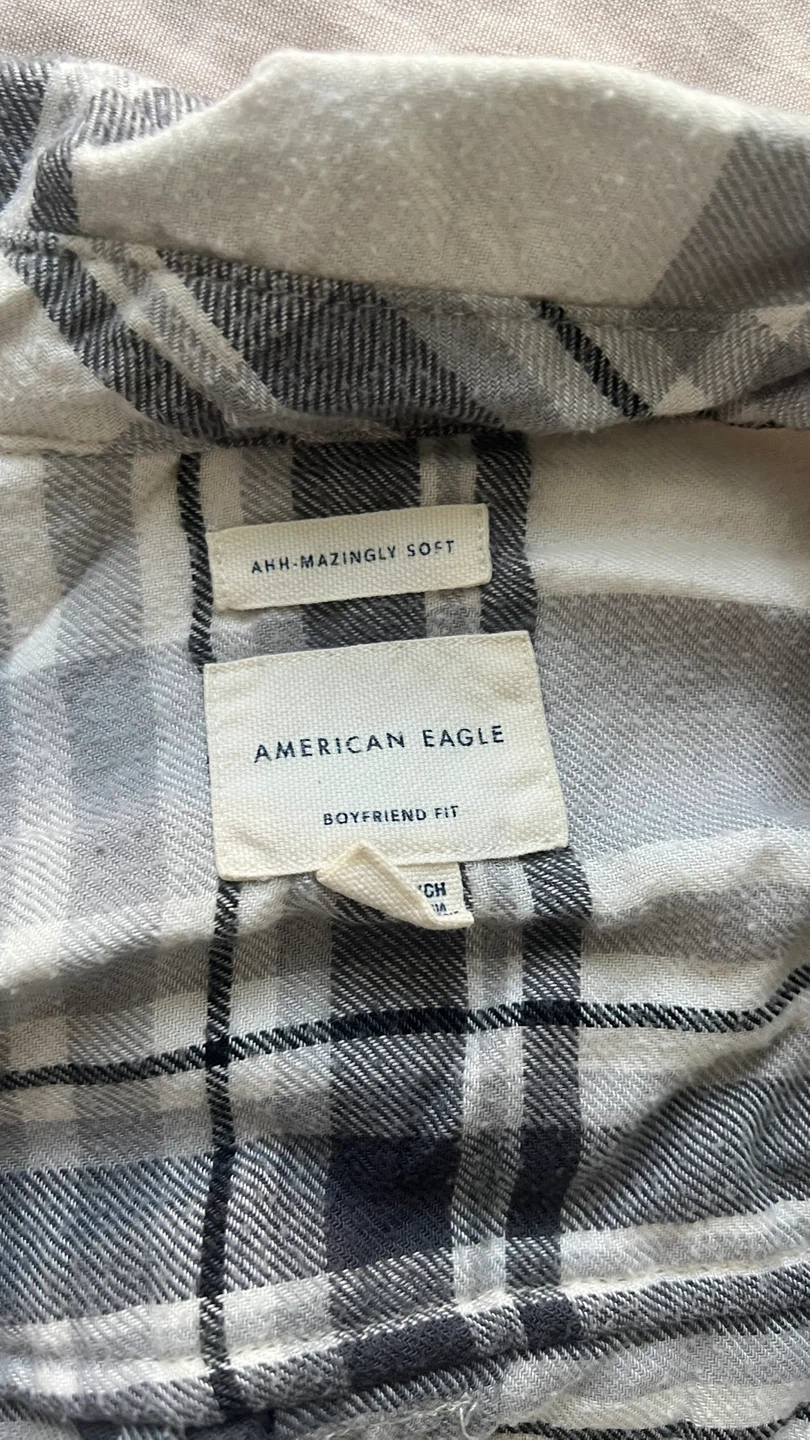 AHH-MAZINGLY SOFT
AMERICAN EAGLE
BOYFRIEND FIT